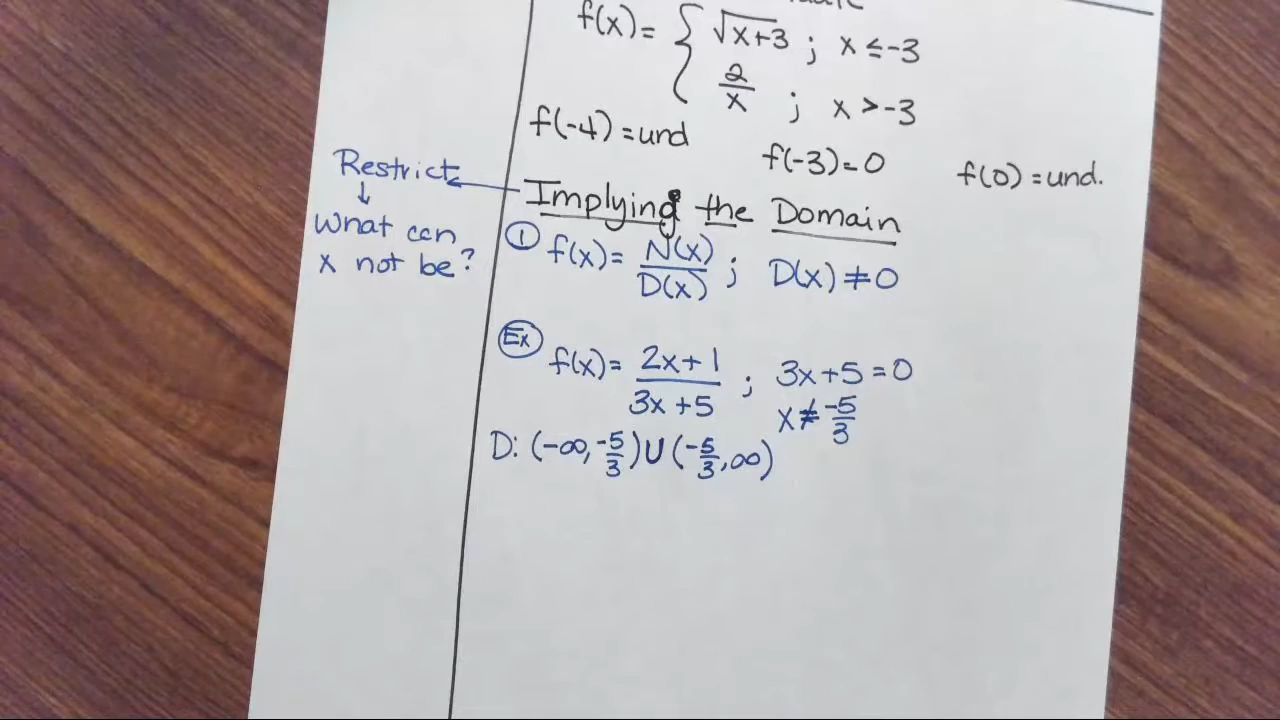 f(x) = { √x+3 ; x ≤ -3
2/x ; x > -3
f(-4) = und
f(-3) = 0
f(0) = und.
Restrict
↓
What can
x not be?
Implying the Domain
① f(x) = N(x)/D(x) ; D(x) ≠ 0
Ex
f(x) = 2x+1/3x+5 ; 3x+5 = 0
x ≠ -5/3
D: (-∞, -5/3) U (-5/3, ∞)